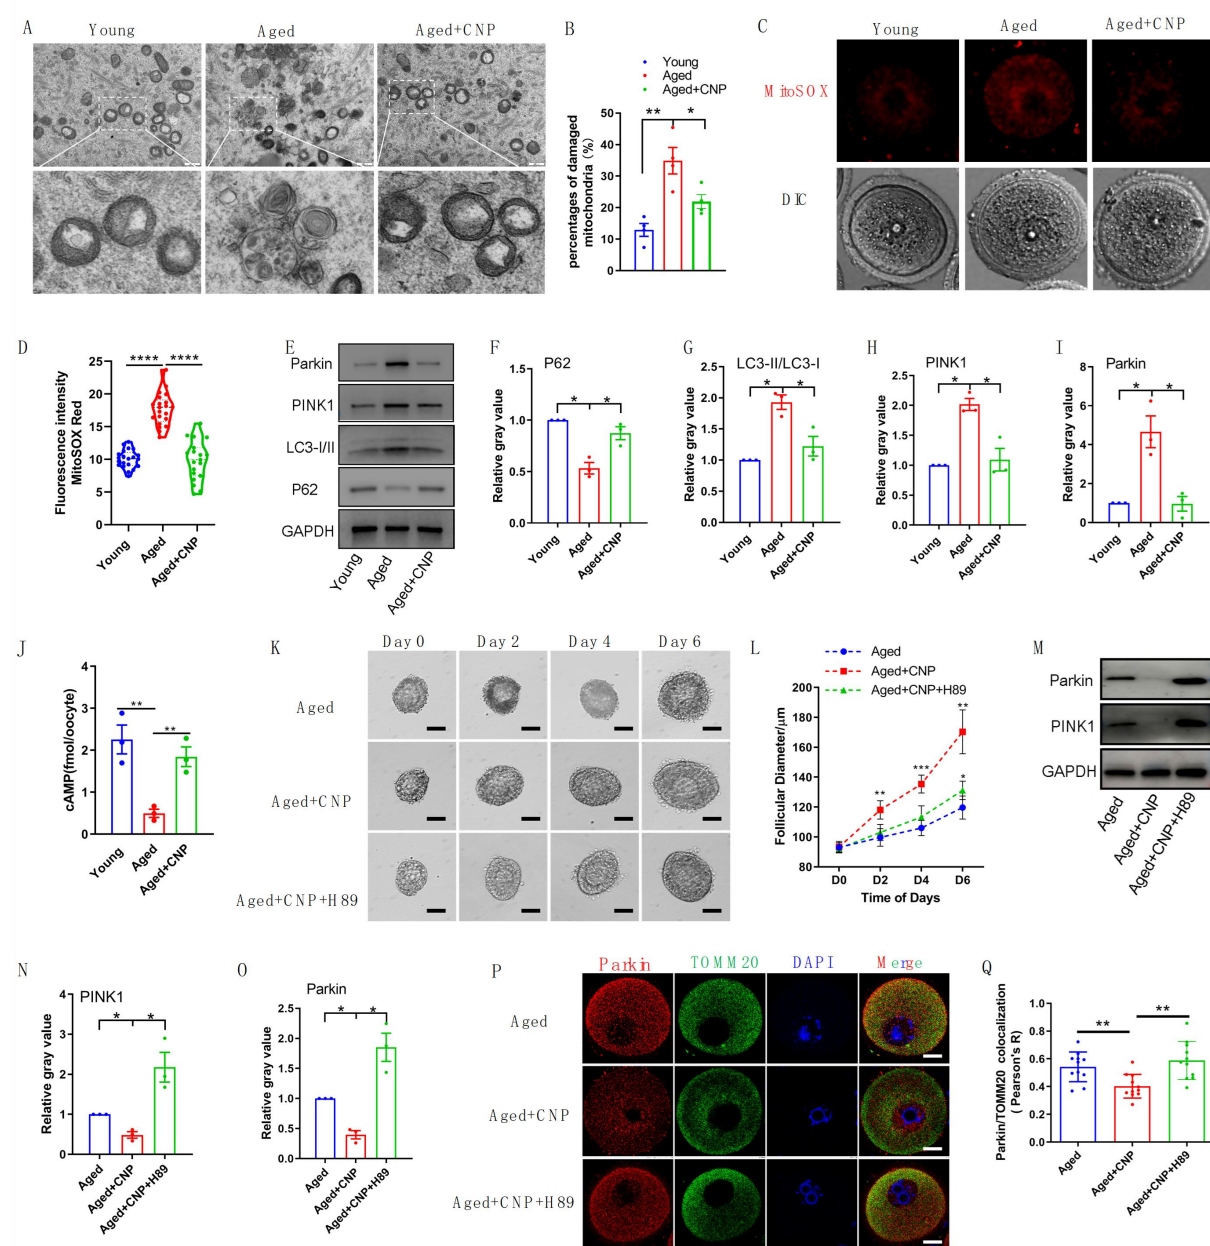 A
Young
Aged
Aged+CNP
B
Young
Aged
Aged+CNP
percentages of damaged
mitochondria (%)
50
40
30
20
10
0
**
*
C
Young
Aged
Aged+CNP
MitoSOX
DIC
D
Fluorescence intensity
MitoSOX Red
25
20
15
10
5
0
****
****
Young
Aged
Aged+CNP
E
Parkin
PINK1
LC3-I/II
P62
GAPDH
Young
Aged
Aged+CNP
F
P62
Relative gray value
1.5
1.0
0.5
0.0
*
*
Young
Aged
Aged+CNP
G
LC3-II/LC3-I
Relative gray value
2.5
2.0
1.5
1.0
0.5
0.0
*
*
Young
Aged
Aged+CNP
H
PINK1
Relative gray value
2.5
2.0
1.5
1.0
0.5
0.0
*
*
Young
Aged
Aged+CNP
I
Parkin
Relative gray value
8
6
4
2
0
*
*
Young
Aged
Aged+CNP
J
cAMP(fmol/oocyte)
4
3
2
1
0
**
**
Young
Aged
Aged+CNP
K
Day0
Day2
Day4
Day6
Aged
Aged+CNP
Aged+CNP+H89
L
Aged
Aged+CNP
Aged+CNP+H89
Follicular Diameter/μm
200
180
160
140
120
100
80
**
***
**
*
D0
D2
D4
D6
Time of Days
M
Parkin
PINK1
GAPDH
Aged
Aged+CNP
Aged+CNP+H89
N
PINK1
Relative gray value
4
3
2
1
0
*
*
Aged
Aged+CNP
Aged+CNP+H89
O
Parkin
Relative gray value
2.5
2.0
1.5
1.0
0.5
0.0
*
*
Aged
Aged+CNP
Aged+CNP+H89
P
Parkin
TOMM20
DAPI
Merge
Aged
Aged+CNP
Aged+CNP+H89
Q
Parkin/TOMM20 colocalization
(Pearson's R)
1.0
0.8
0.6
0.4
0.2
0.0
**
**
Aged
Aged+CNP
Aged+CNP+H89